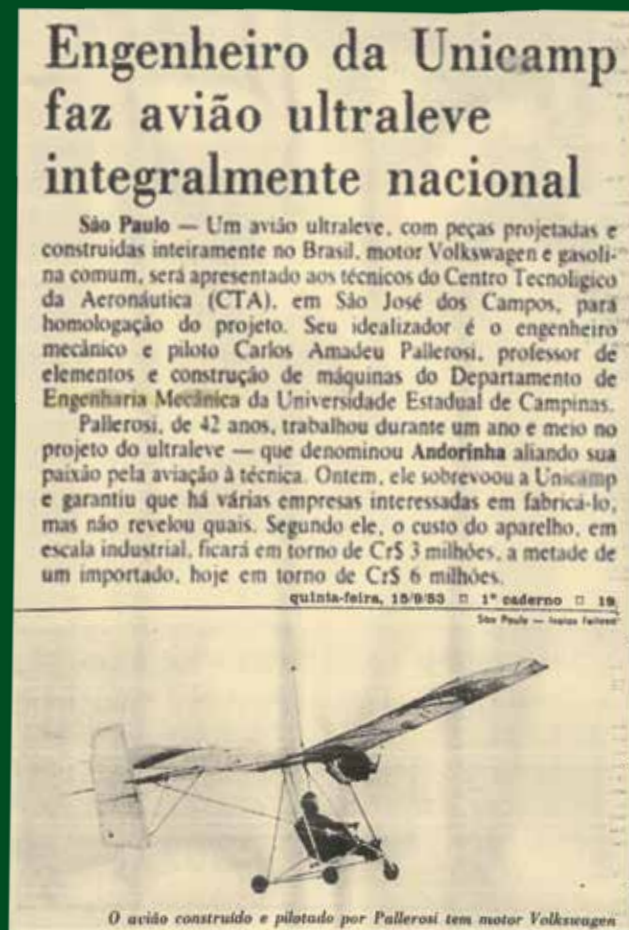 Engenheiro da Unicamp
faz avião ultraleve
integralmente nacional
São Paulo — Um avião ultraleve, com peças projetadas e
construidas inteiramente no Brasil, motor Volkswagen e gasoli-
na comum, será apresentado aos técnicos do Centro Tecnológico
da Aeronáutica (CTA), em São José dos Campos, para
homologação do projeto. Seu idealizador é o engenheiro
mecânico e piloto Carlos Amadeu Pallerosi, professor de
elementos e construção de máquinas do Departamento de
Engenharia Mecânica da Universidade Estadual de Campinas.
Pallerosi, de 42 anos, trabalhou durante um ano e meio no
projeto do ultraleve — que denominou Andorinha aliando sua
paixão pela aviação à técnica. Ontem, ele sobrevoou a Unicamp
e garantiu que há várias empresas interessadas em fabricá-lo,
mas não revelou quais. Segundo ele, o custo do aparelho, em
escala industrial, ficará em torno de Cr$ 3 milhões, a metade de
um importado, hoje em torno de Cr$ 6 milhões.
quinta-feira, 15/9/83 □ 1º caderno □ 19
São Paulo — Isaías
O avião construído e pilotado por Pallerosi tem motor Volkswagen